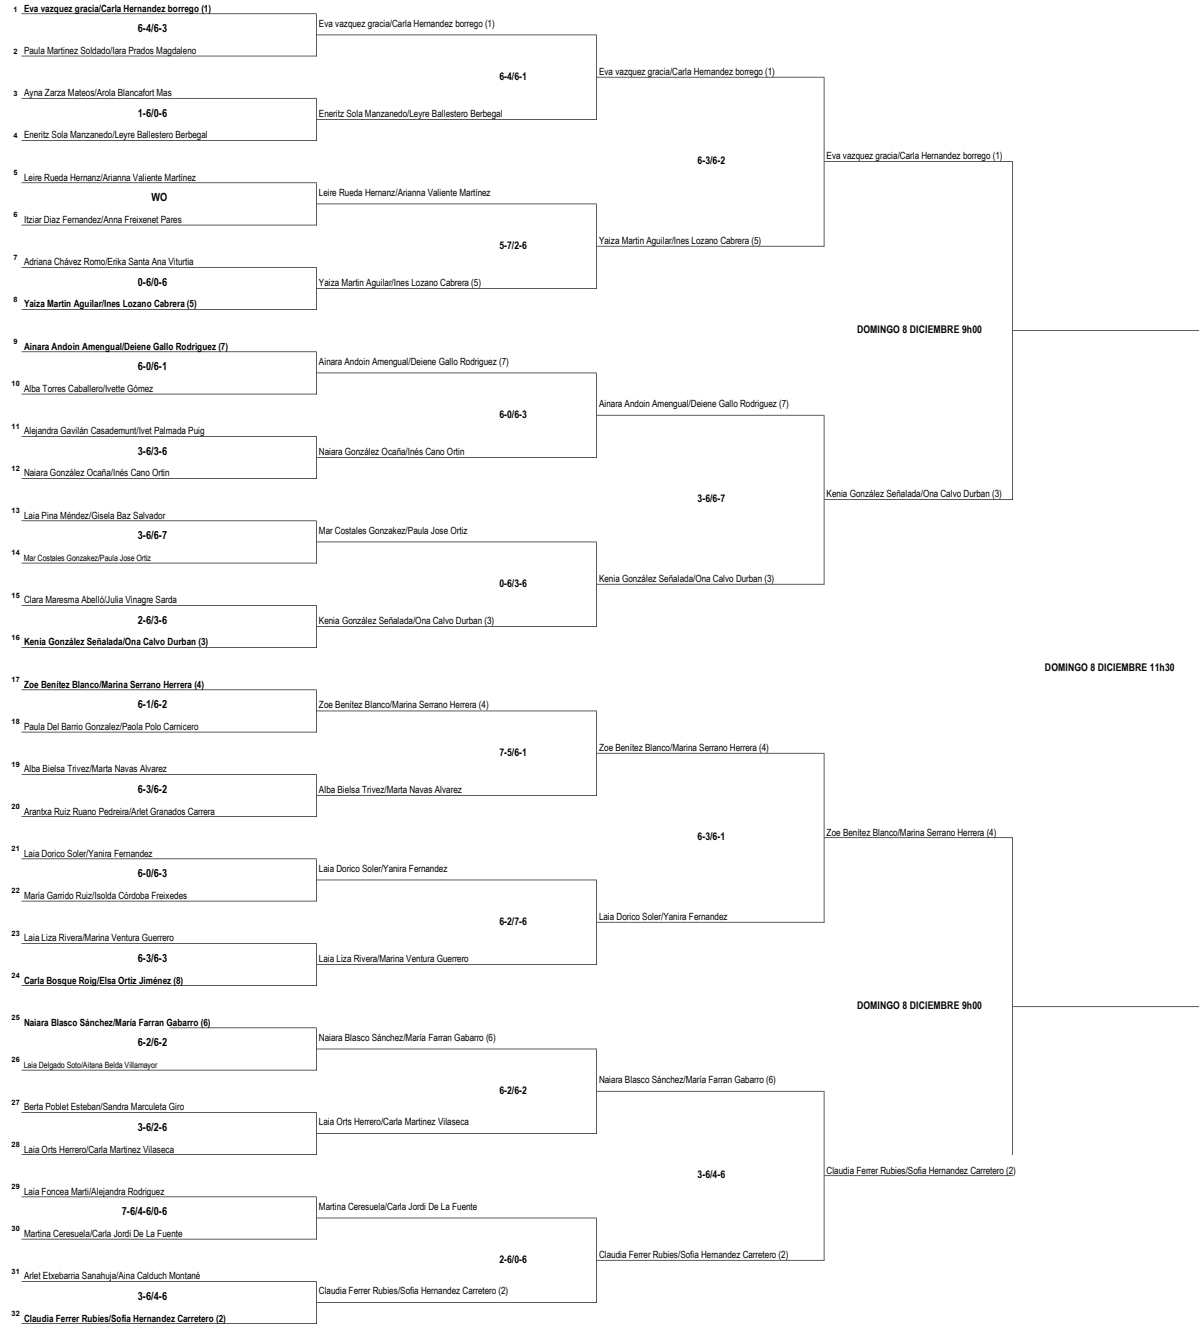 1 Eva vazquez gracia/Carla Hernandez borrego (1)
6-4/6-3
Eva vazquez gracia/Carla Hernandez borrego (1)
2 Paula Martinez Soldado/Iara Prados Magdaleno
6-4/6-1
Eva vazquez gracia/Carla Hernandez borrego (1)
3 Ayna Zarza Mateos/Arola Blancafort Mas
1-6/0-6
Eneritz Sola Manzanedo/Leyre Ballestero Berbegal
4 Eneritz Sola Manzanedo/Leyre Ballestero Berbegal
6-3/6-2
Eva vazquez gracia/Carla Hernandez borrego (1)
5 Leire Rueda Hernanz/Arianna Valiente Martínez
WO
Leire Rueda Hernanz/Arianna Valiente Martínez
6 Itziar Diaz Fernandez/Anna Freixenet Pares
5-7/2-6
Yaiza Martin Aguilar/Ines Lozano Cabrera (5)
7 Adriana Chávez Romo/Erika Santa Ana Viturtia
0-6/0-6
Yaiza Martin Aguilar/Ines Lozano Cabrera (5)
8 Yaiza Martin Aguilar/Ines Lozano Cabrera (5)
DOMINGO 8 DICIEMBRE 9h00
9 Ainara Andoin Amengual/Deiene Gallo Rodriguez (7)
6-0/6-1
Ainara Andoin Amengual/Deiene Gallo Rodriguez (7)
10 Alba Torres Caballero/Ivette Gómez
6-0/6-3
Ainara Andoin Amengual/Deiene Gallo Rodriguez (7)
11 Alejandra Gavilán Casademunt/Ivet Palmada Puig
3-6/3-6
Naiara González Ocaña/Inés Cano Ortin
12 Naiara González Ocaña/Inés Cano Ortin
3-6/6-7
Kenia González Señalada/Ona Calvo Durban (3)
13 Laia Pina Méndez/Gisela Baz Salvador
3-6/6-7
Mar Costales Gonzakez/Paula Jose Ortiz
14 Mar Costales Gonzakez/Paula Jose Ortiz
0-6/3-6
Kenia González Señalada/Ona Calvo Durban (3)
15 Clara Maresma Abelló/Julia Vinagre Sarda
2-6/3-6
Kenia González Señalada/Ona Calvo Durban (3)
16 Kenia González Señalada/Ona Calvo Durban (3)
DOMINGO 8 DICIEMBRE 11h30
17 Zoe Benítez Blanco/Marina Serrano Herrera (4)
6-1/6-2
Zoe Benítez Blanco/Marina Serrano Herrera (4)
18 Paula Del Barrio Gonzalez/Paola Polo Carnicero
7-5/6-1
Zoe Benítez Blanco/Marina Serrano Herrera (4)
19 Alba Bielsa Trivez/Marta Navas Alvarez
6-3/6-2
Alba Bielsa Trivez/Marta Navas Alvarez
20 Arantxa Ruiz Ruano Pedreira/Arlet Granados Carrera
6-3/6-1
Zoe Benítez Blanco/Marina Serrano Herrera (4)
21 Laia Dorico Soler/Yanira Fernandez
6-0/6-3
Laia Dorico Soler/Yanira Fernandez
22 María Garrido Ruiz/Isolda Córdoba Freixedes
6-2/7-6
Laia Dorico Soler/Yanira Fernandez
23 Laia Liza Rivera/Marina Ventura Guerrero
6-3/6-3
Laia Liza Rivera/Marina Ventura Guerrero
24 Carla Bosque Roig/Elsa Ortiz Jiménez (8)
DOMINGO 8 DICIEMBRE 9h00
25 Naiara Blasco Sánchez/María Farran Gabarro (6)
6-2/6-2
Naiara Blasco Sánchez/María Farran Gabarro (6)
26 Laia Delgado Soto/Aitana Belda Villamayor
6-2/6-2
Naiara Blasco Sánchez/María Farran Gabarro (6)
27 Berta Poblet Esteban/Sandra Marculeta Giro
3-6/2-6
Laia Orts Herrero/Carla Martinez Vilaseca
28 Laia Orts Herrero/Carla Martinez Vilaseca
3-6/4-6
Claudia Ferrer Rubies/Sofia Hernandez Carretero (2)
29 Laia Foncea Marti/Alejandra Rodriguez
7-6/4-6/0-6
Martina Ceresuela/Carla Jordi De La Fuente
30 Martina Ceresuela/Carla Jordi De La Fuente
2-6/0-6
Claudia Ferrer Rubies/Sofia Hernandez Carretero (2)
31 Arlet Etxebarria Sanahuja/Aina Calduch Montané
3-6/4-6
Claudia Ferrer Rubies/Sofia Hernandez Carretero (2)
32 Claudia Ferrer Rubies/Sofia Hernandez Carretero (2)